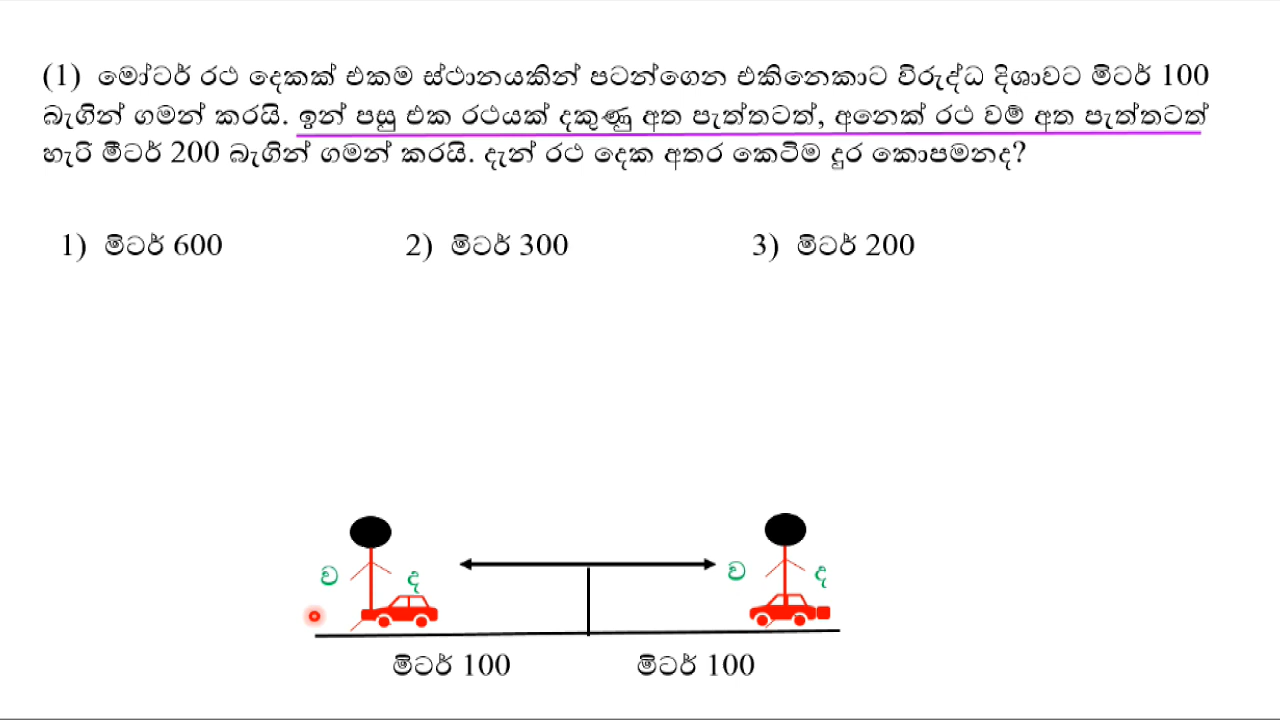 (1) මෝටර් රථ දෙකක් එකම ස්ථානයකින් පටන්ගෙන එකිනෙකාට විරුද්ධ දිශාවට මිටර් 100
බැගින් ගමන් කරයි. ඉන් පසු එක රථයක් දකුණු අත පැත්තටත්, අනෙක් රථ වම් අත පැත්තටත්
හැරි මීටර් 200 බැගින් ගමන් කරයි. දැන් රථ දෙක අතර කෙටිම දුර කොපමනද?
1) මිටර් 600 2) මිටර් 300 3) මිටර් 200
ව ද ව ද
මිටර් 100 මිටර් 100